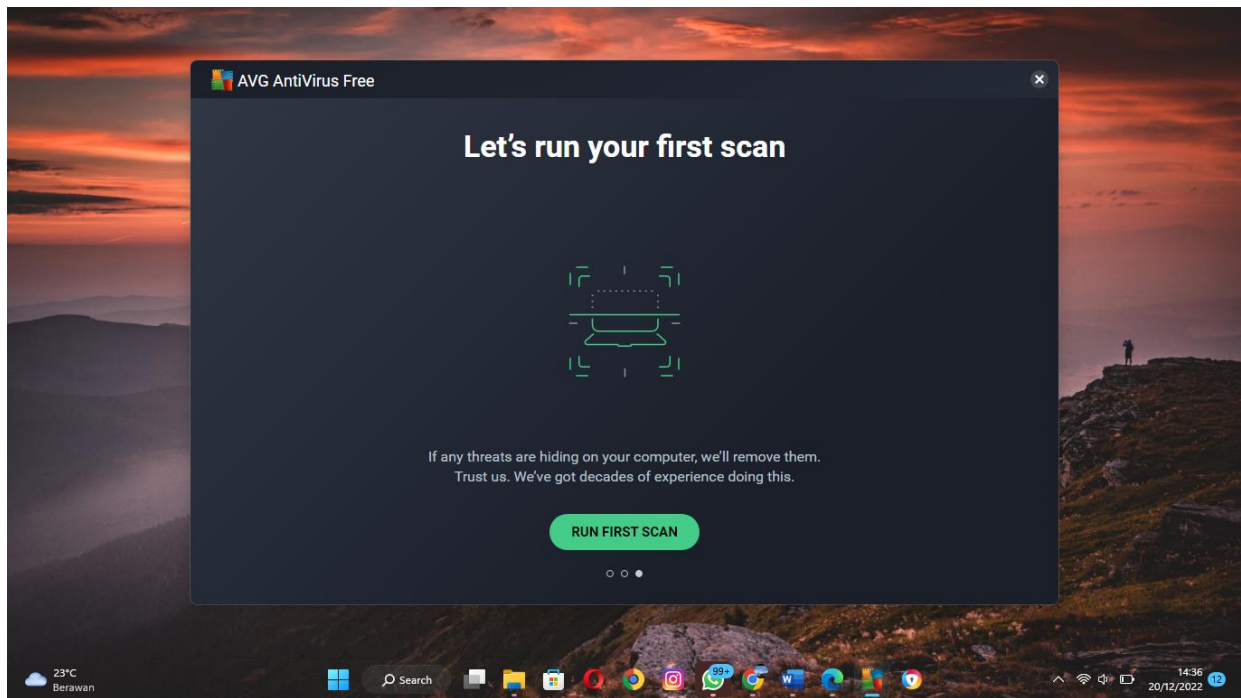 AVG AntiVirus Free
Let's run your first scan
If any threats are hiding on your computer, we'll remove them.
Trust us. We've got decades of experience doing this.
RUN FIRST SCAN
23°C
Berawan
Search
99+
W
14:36
20/12/2022
12